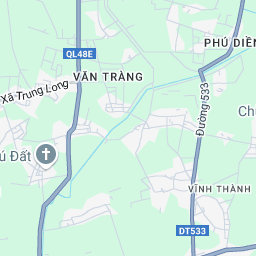 PHÚ DIỄN
QL48E
VĂN TRÀNG
Xã Trung Long
Đường 533
Ch
ú Đất
VĨNH THÀNH
DT533